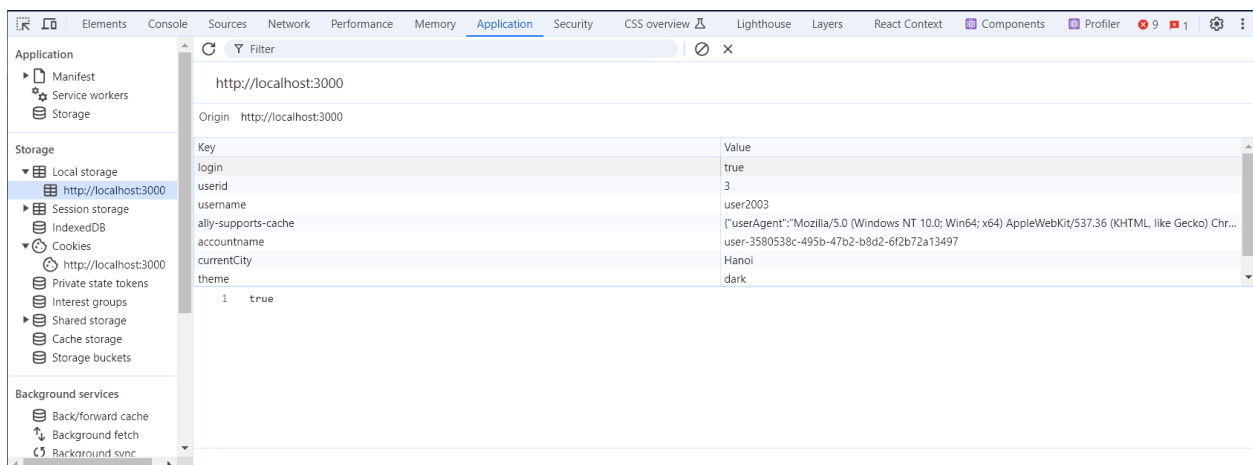 Elements Console Sources Network Performance Memory Application Security CSS overview Lighthouse Layers React Context Components Profiler 9 1
Application
Manifest
Service workers
Storage
Storage
Local storage
http://localhost:3000
Session storage
IndexedDB
Cookies
http://localhost:3000
Private state tokens
Interest groups
Shared storage
Cache storage
Storage buckets
Background services
Back/forward cache
Background fetch
Background sync
Filter
http://localhost:3000
Origin http://localhost:3000
Key Value
login true
userid 3
username user2003
ally-supports-cache {"userAgent":"Mozilla/5.0 (Windows NT 10.0; Win64; x64) AppleWebKit/537.36 (KHTML, like Gecko) Chr...
accountname user-3580538c-495b-47b2-b8d2-6f2b72a13497
currentCity Hanoi
theme dark
1 true